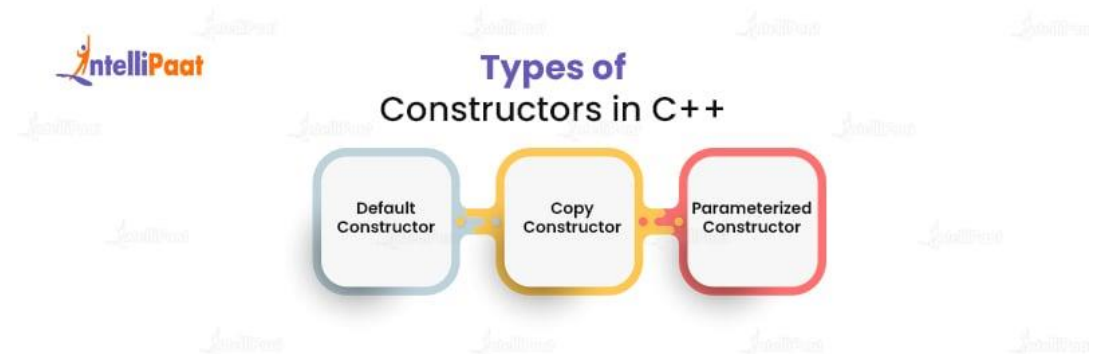 IntelliPaat
Types of
Constructors in C++
Default
Constructor
Copy
Constructor
Parameterized
Constructor